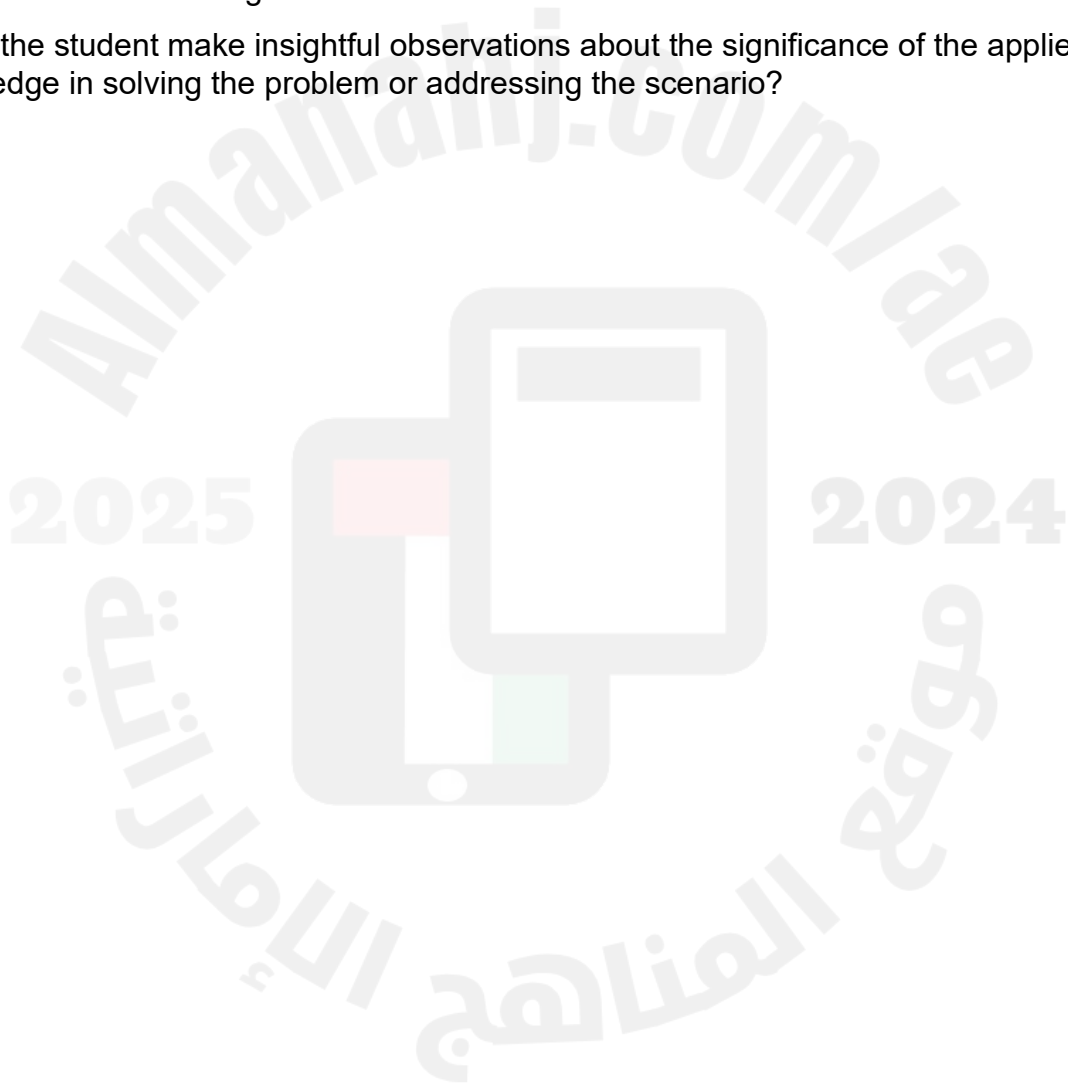 the student make insightful observations about the significance of the applie
edge in solving the problem or addressing the scenario?
Almanahj.com/ae
2025
2024
موقع
المناهج
الإماراتية